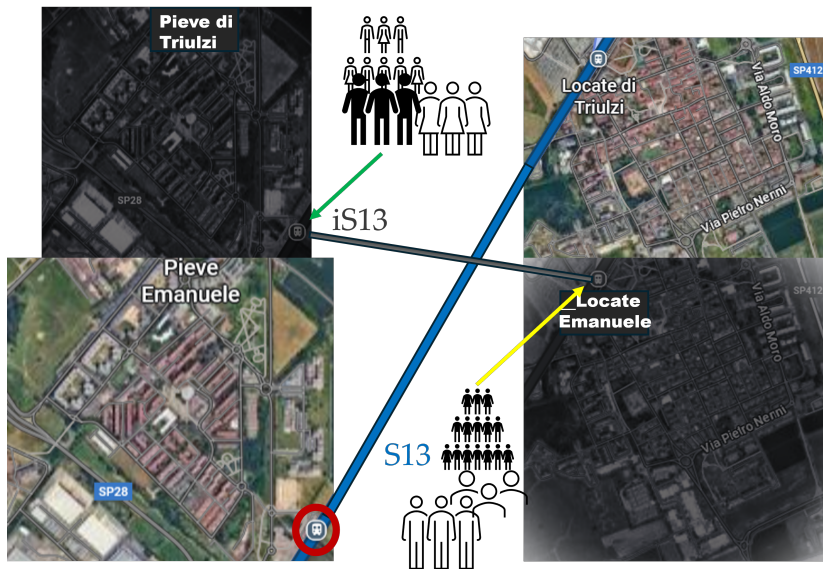 Pieve di
Triulzi
SP28
iS13
Locate di
Triulzi
SP412
Via Aldo Moro
Via Pietro Nenni
Pieve
Emanuele
SP28
S13
_Locate
Emanuele
SP412
Via Aldo Moro
Via Pietro Nenni